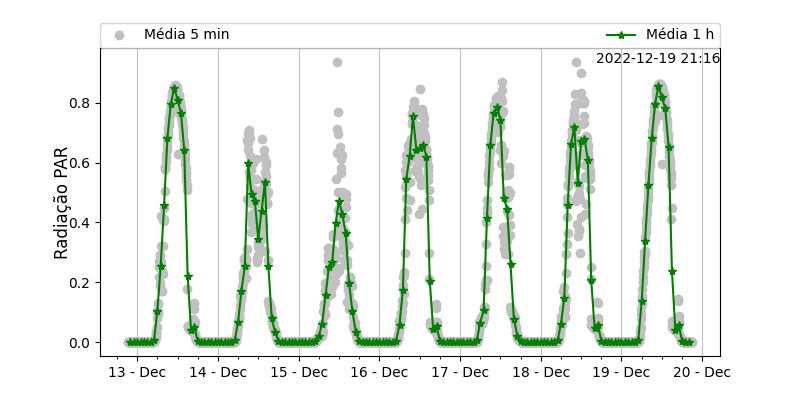 Média 5 min
Média 1 h
2022-12-19 21:16
Radiação PAR
0.8
0.6
0.4
0.2
0.0
13 - Dec
14 - Dec
15 - Dec
16 - Dec
17 - Dec
18 - Dec
19 - Dec
20 - Dec